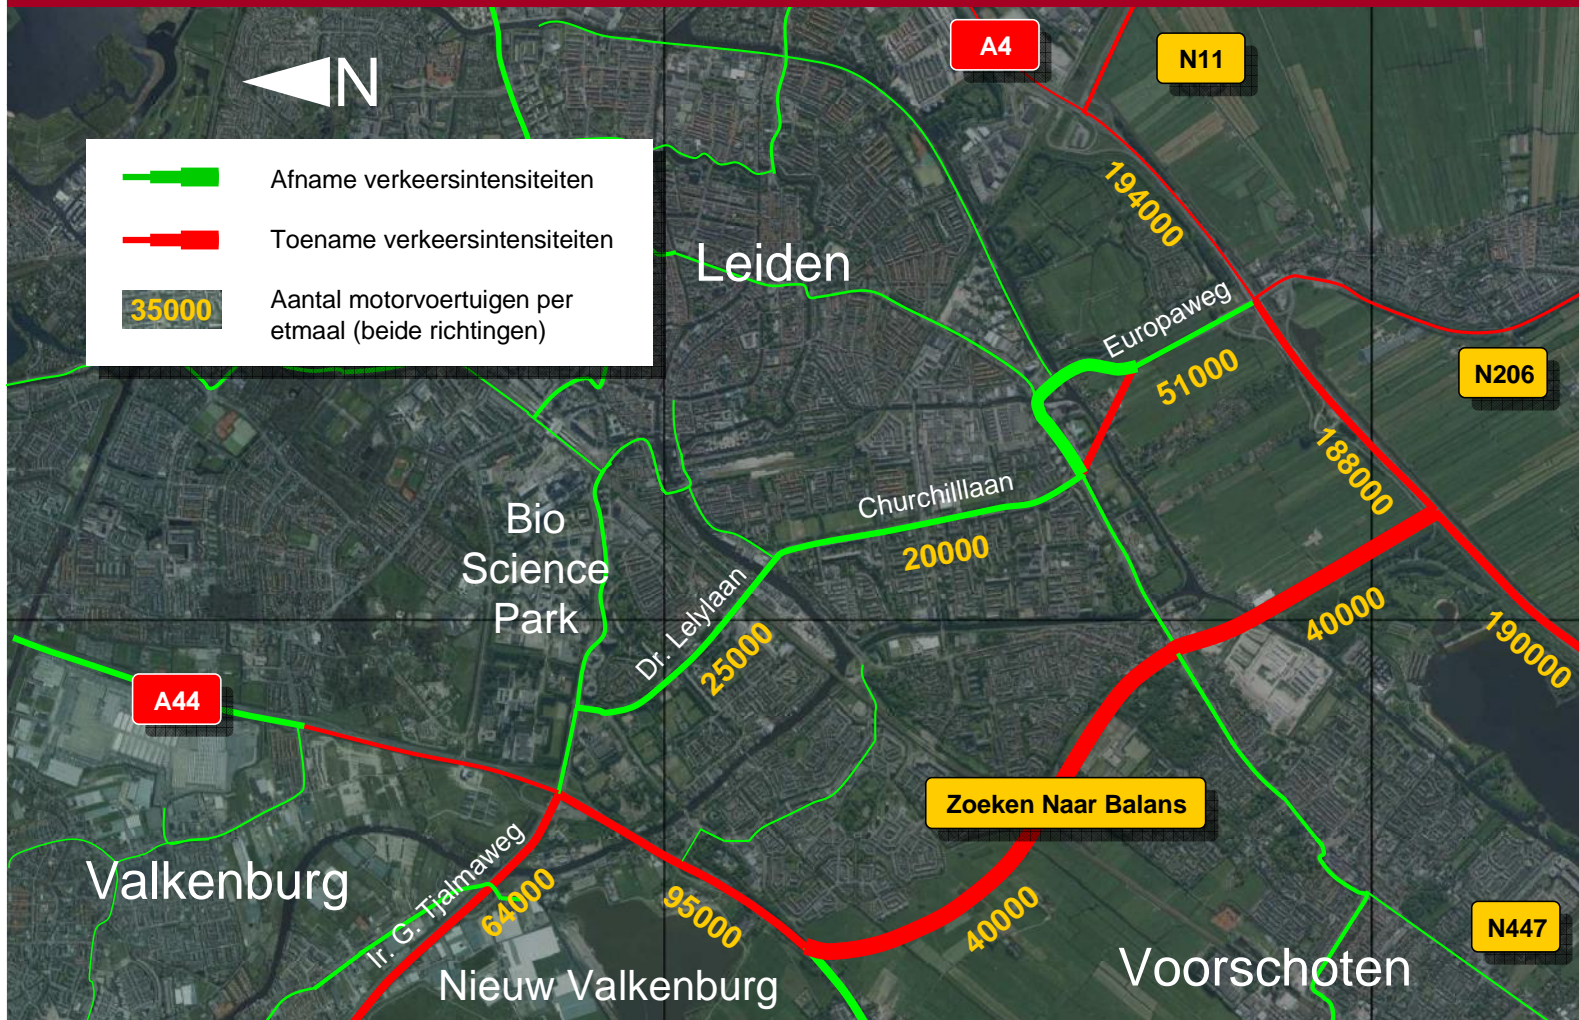 A4
N11
N
Afname verkeersintensiteiten
Toename verkeersintensiteiten
35000
Aantal motorvoertuigen per
etmaal (beide richtingen)
194000
Leiden
Europaweg
51000
N206
188000
Churchilllaan
20000
Bio
Science
Park
Dr. Lelylaan
25000
40000
190000
A44
Zoeken Naar Balans
Valkenburg
Ir. G. Tjalmaweg
64000
95000
40000
N447
Voorschoten
Nieuw Valkenburg